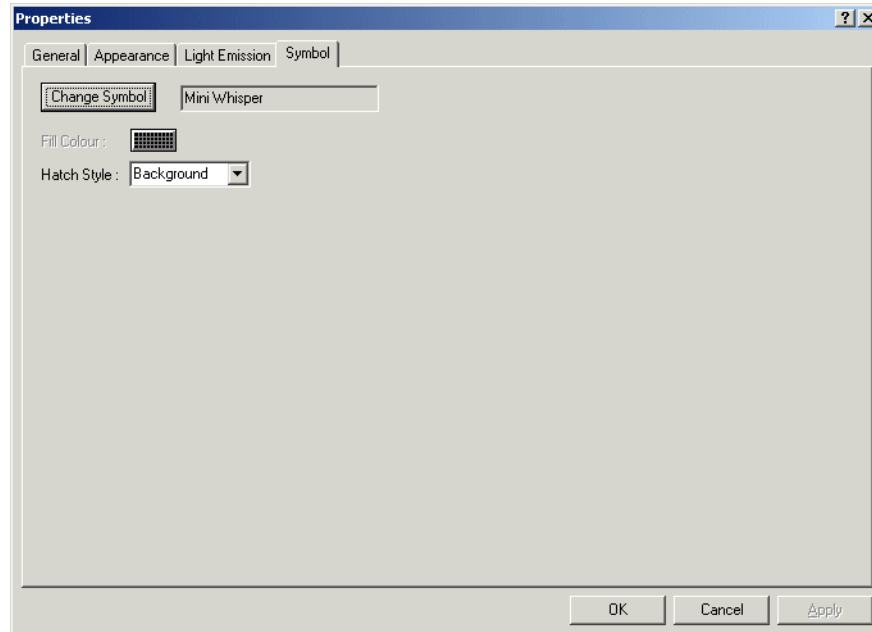 Properties
General Appearance Light Emission Symbol
Change Symbol Mini Whisper
Fill Colour :
Hatch Style : Background
OK Cancel Apply